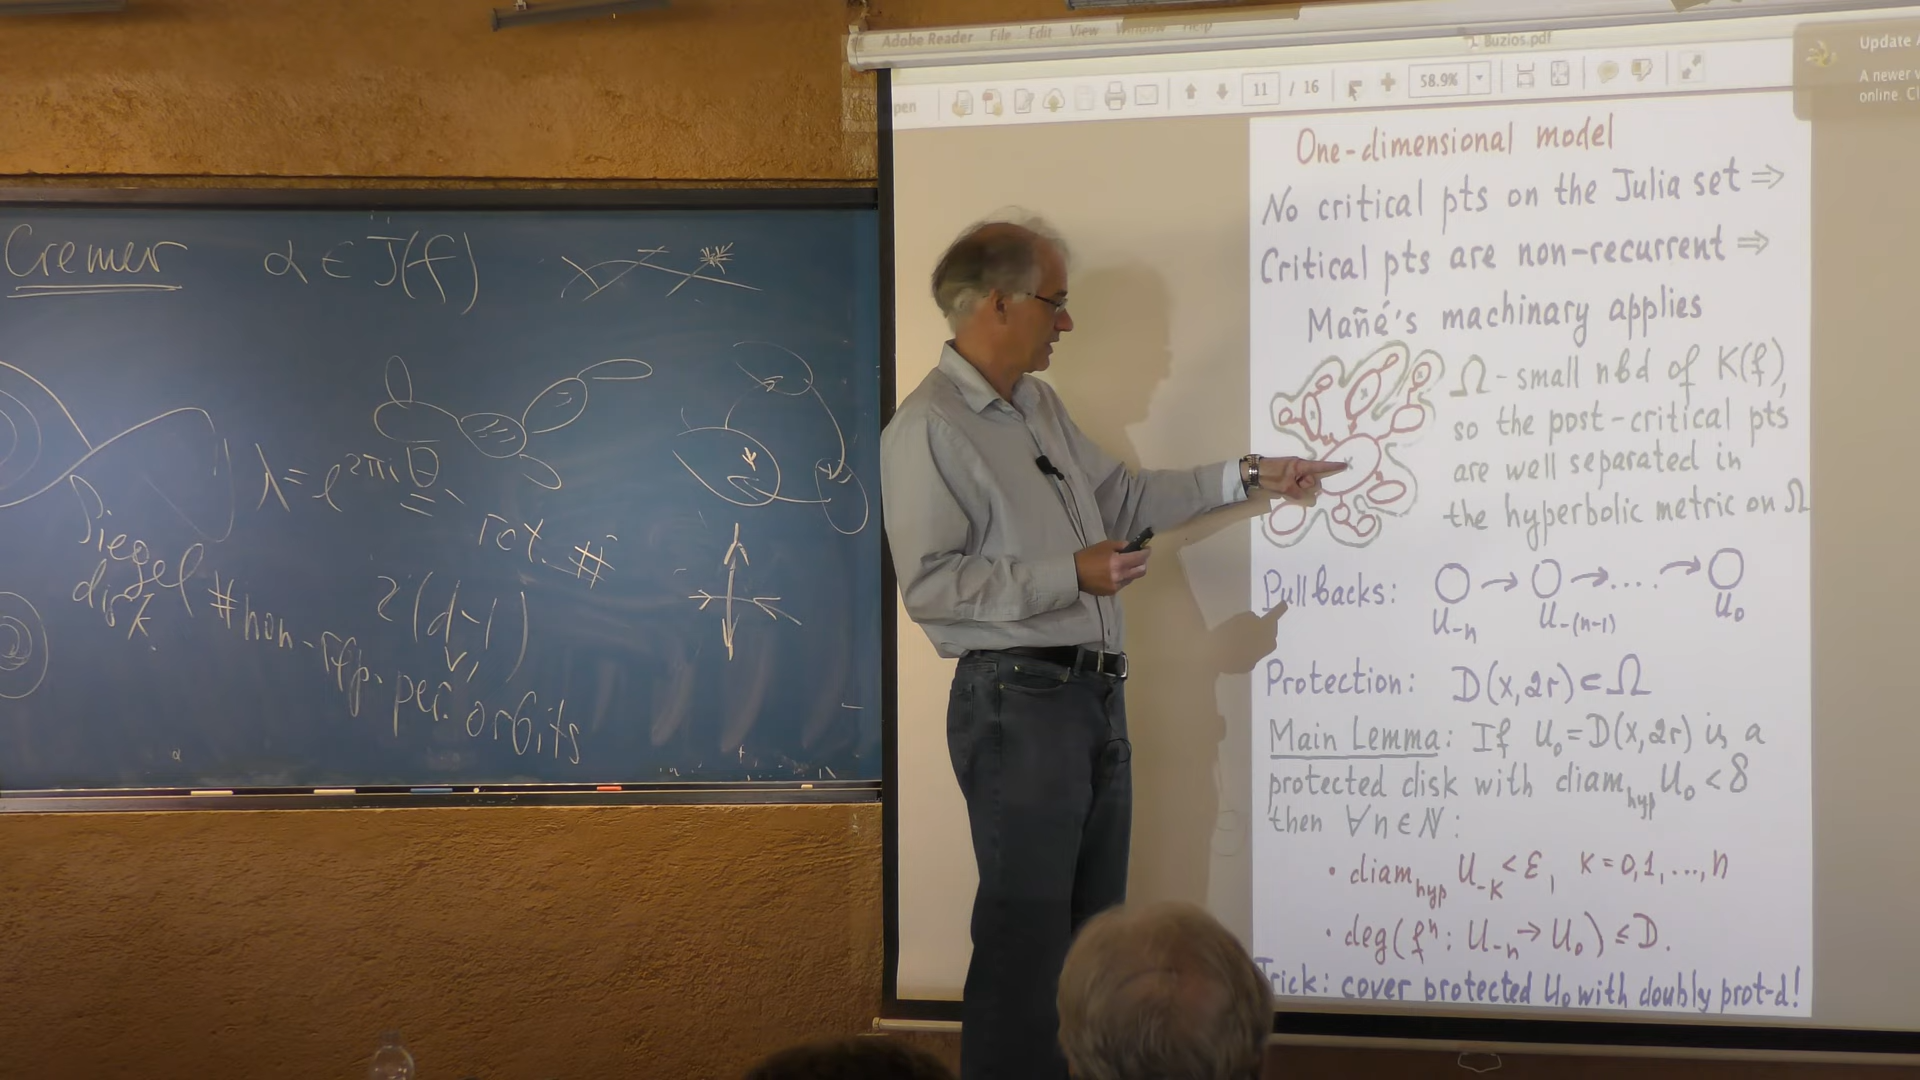 Cremer α ∈ J(f)
λ = e^2πiθ
Siegel
disk
rot. #
2(d-1)
#non-rep. per. orbits
Adobe Reader File Edit View Window Help
Buzios.pdf
Update
A newer v
online. Cl
pen
11 / 16
58.9%
One-dimensional model
No critical pts on the Julia set ⇒
Critical pts are non-recurrent ⇒
Mañé's machinary applies
Ω - small nbd of K(f),
so the post-critical pts
are well separated in
the hyperbolic metric on Ω
Pullbacks: ○ → ○ → .... → ○
U-n U-(n-1) U₀
Protection: D(x,2r) ⊂ Ω
Main Lemma: If U₀ = D(x,2r) is a
protected disk with diam_hyp U₀ < δ
then ∀n ∈ ℕ:
• diam_hyp U-k < ε, k = 0,1,...,n
• deg(fⁿ: U-n → U₀) ≤ D.
Trick: cover protected U₀ with doubly prot-d!